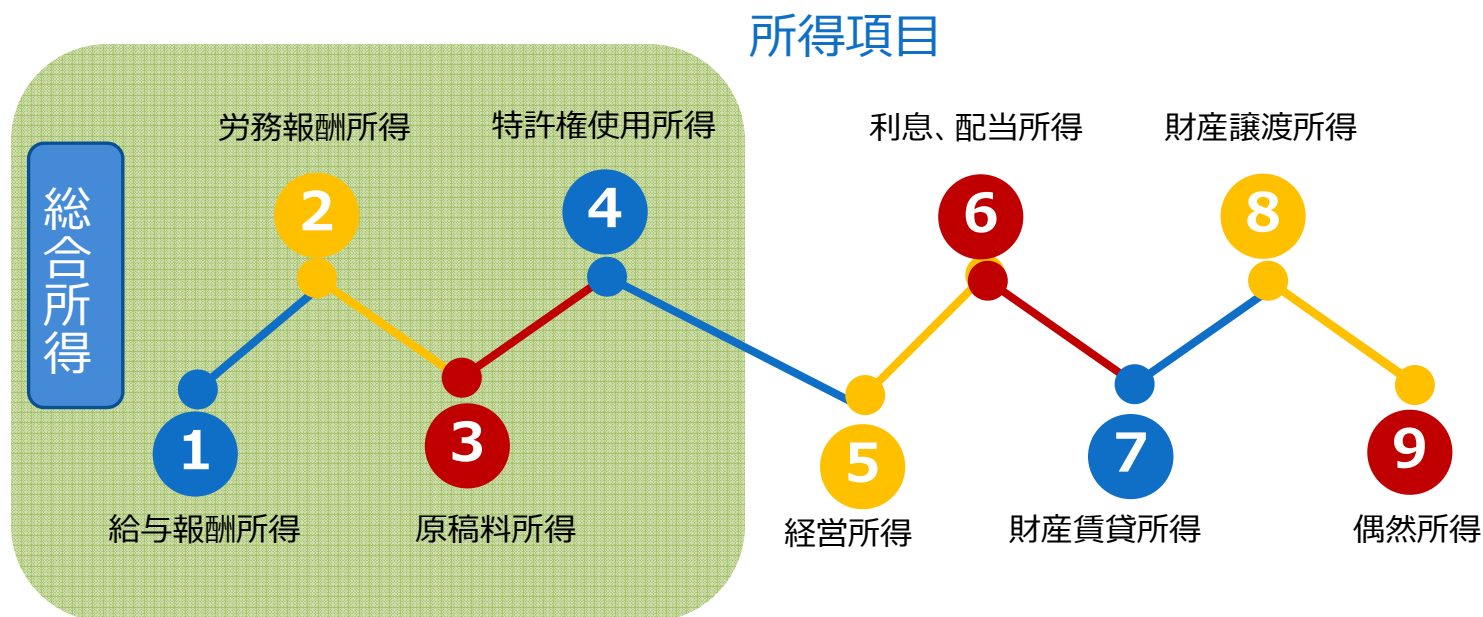 所得項目
総合所得
労務報酬所得
特許権使用所得
利息、配当所得
財産譲渡所得
2
4
6
8
1
3
5
7
9
給与報酬所得
原稿料所得
経営所得
財産賃貸所得
偶然所得